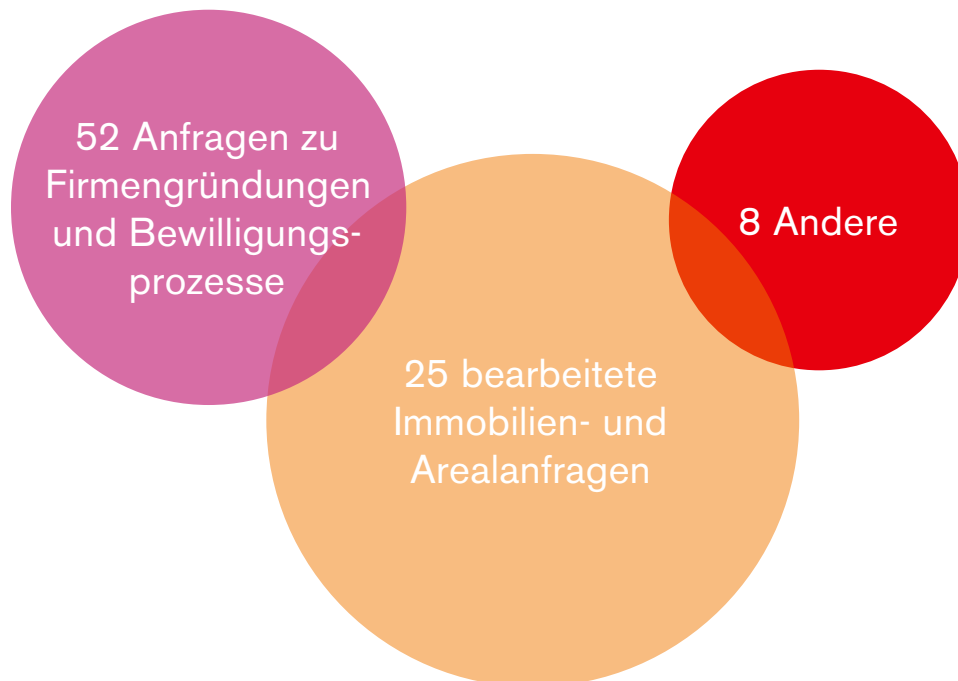 52 Anfragen zu
Firmengründungen
und Bewilligungs-
prozesse
8 Andere
25 bearbeitete
Immobilien- und
Arealanfragen